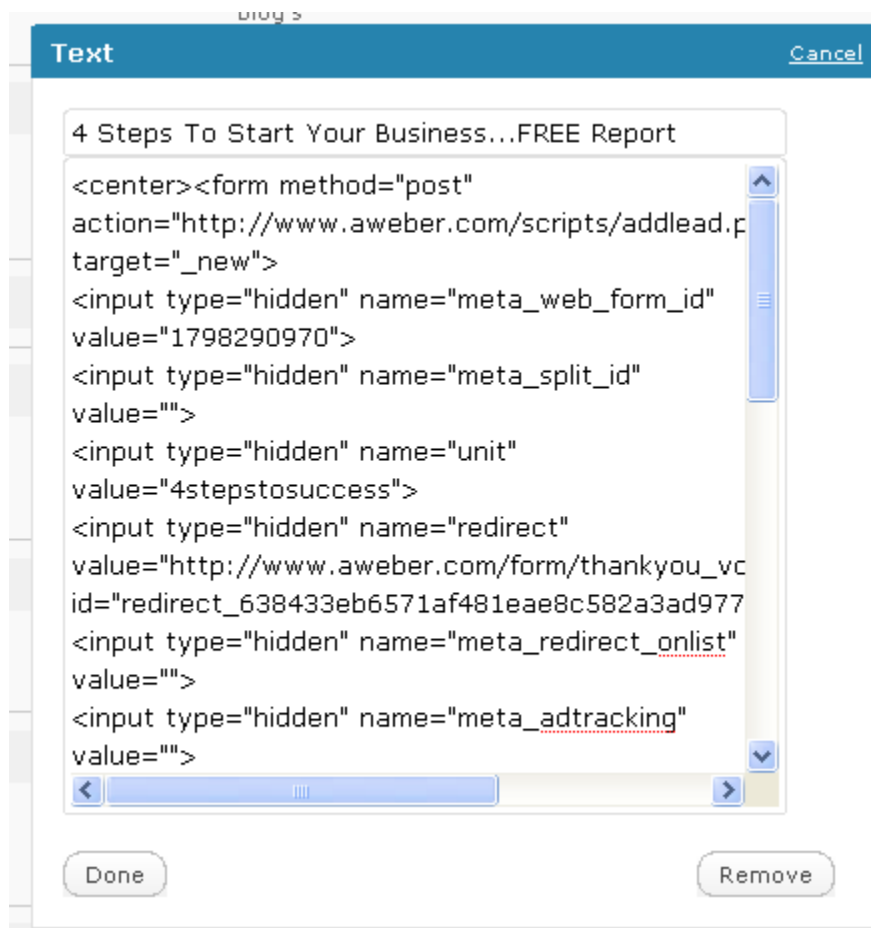 Blog's
Text
Cancel
4 Steps To Start Your Business...FREE Report
<center><form method="post"
action="http://www.aweber.com/scripts/addlead.p
target="_new">
<input type="hidden" name="meta_web_form_id"
value="1798290970">
<input type="hidden" name="meta_split_id"
value="">
<input type="hidden" name="unit"
value="4stepstosuccess">
<input type="hidden" name="redirect"
value="http://www.aweber.com/form/thankyou_vo
id="redirect_638433eb6571af481eae8c582a3ad977
<input type="hidden" name="meta_redirect_onlist"
value="">
<input type="hidden" name="meta_adtracking"
value="">
Done
Remove